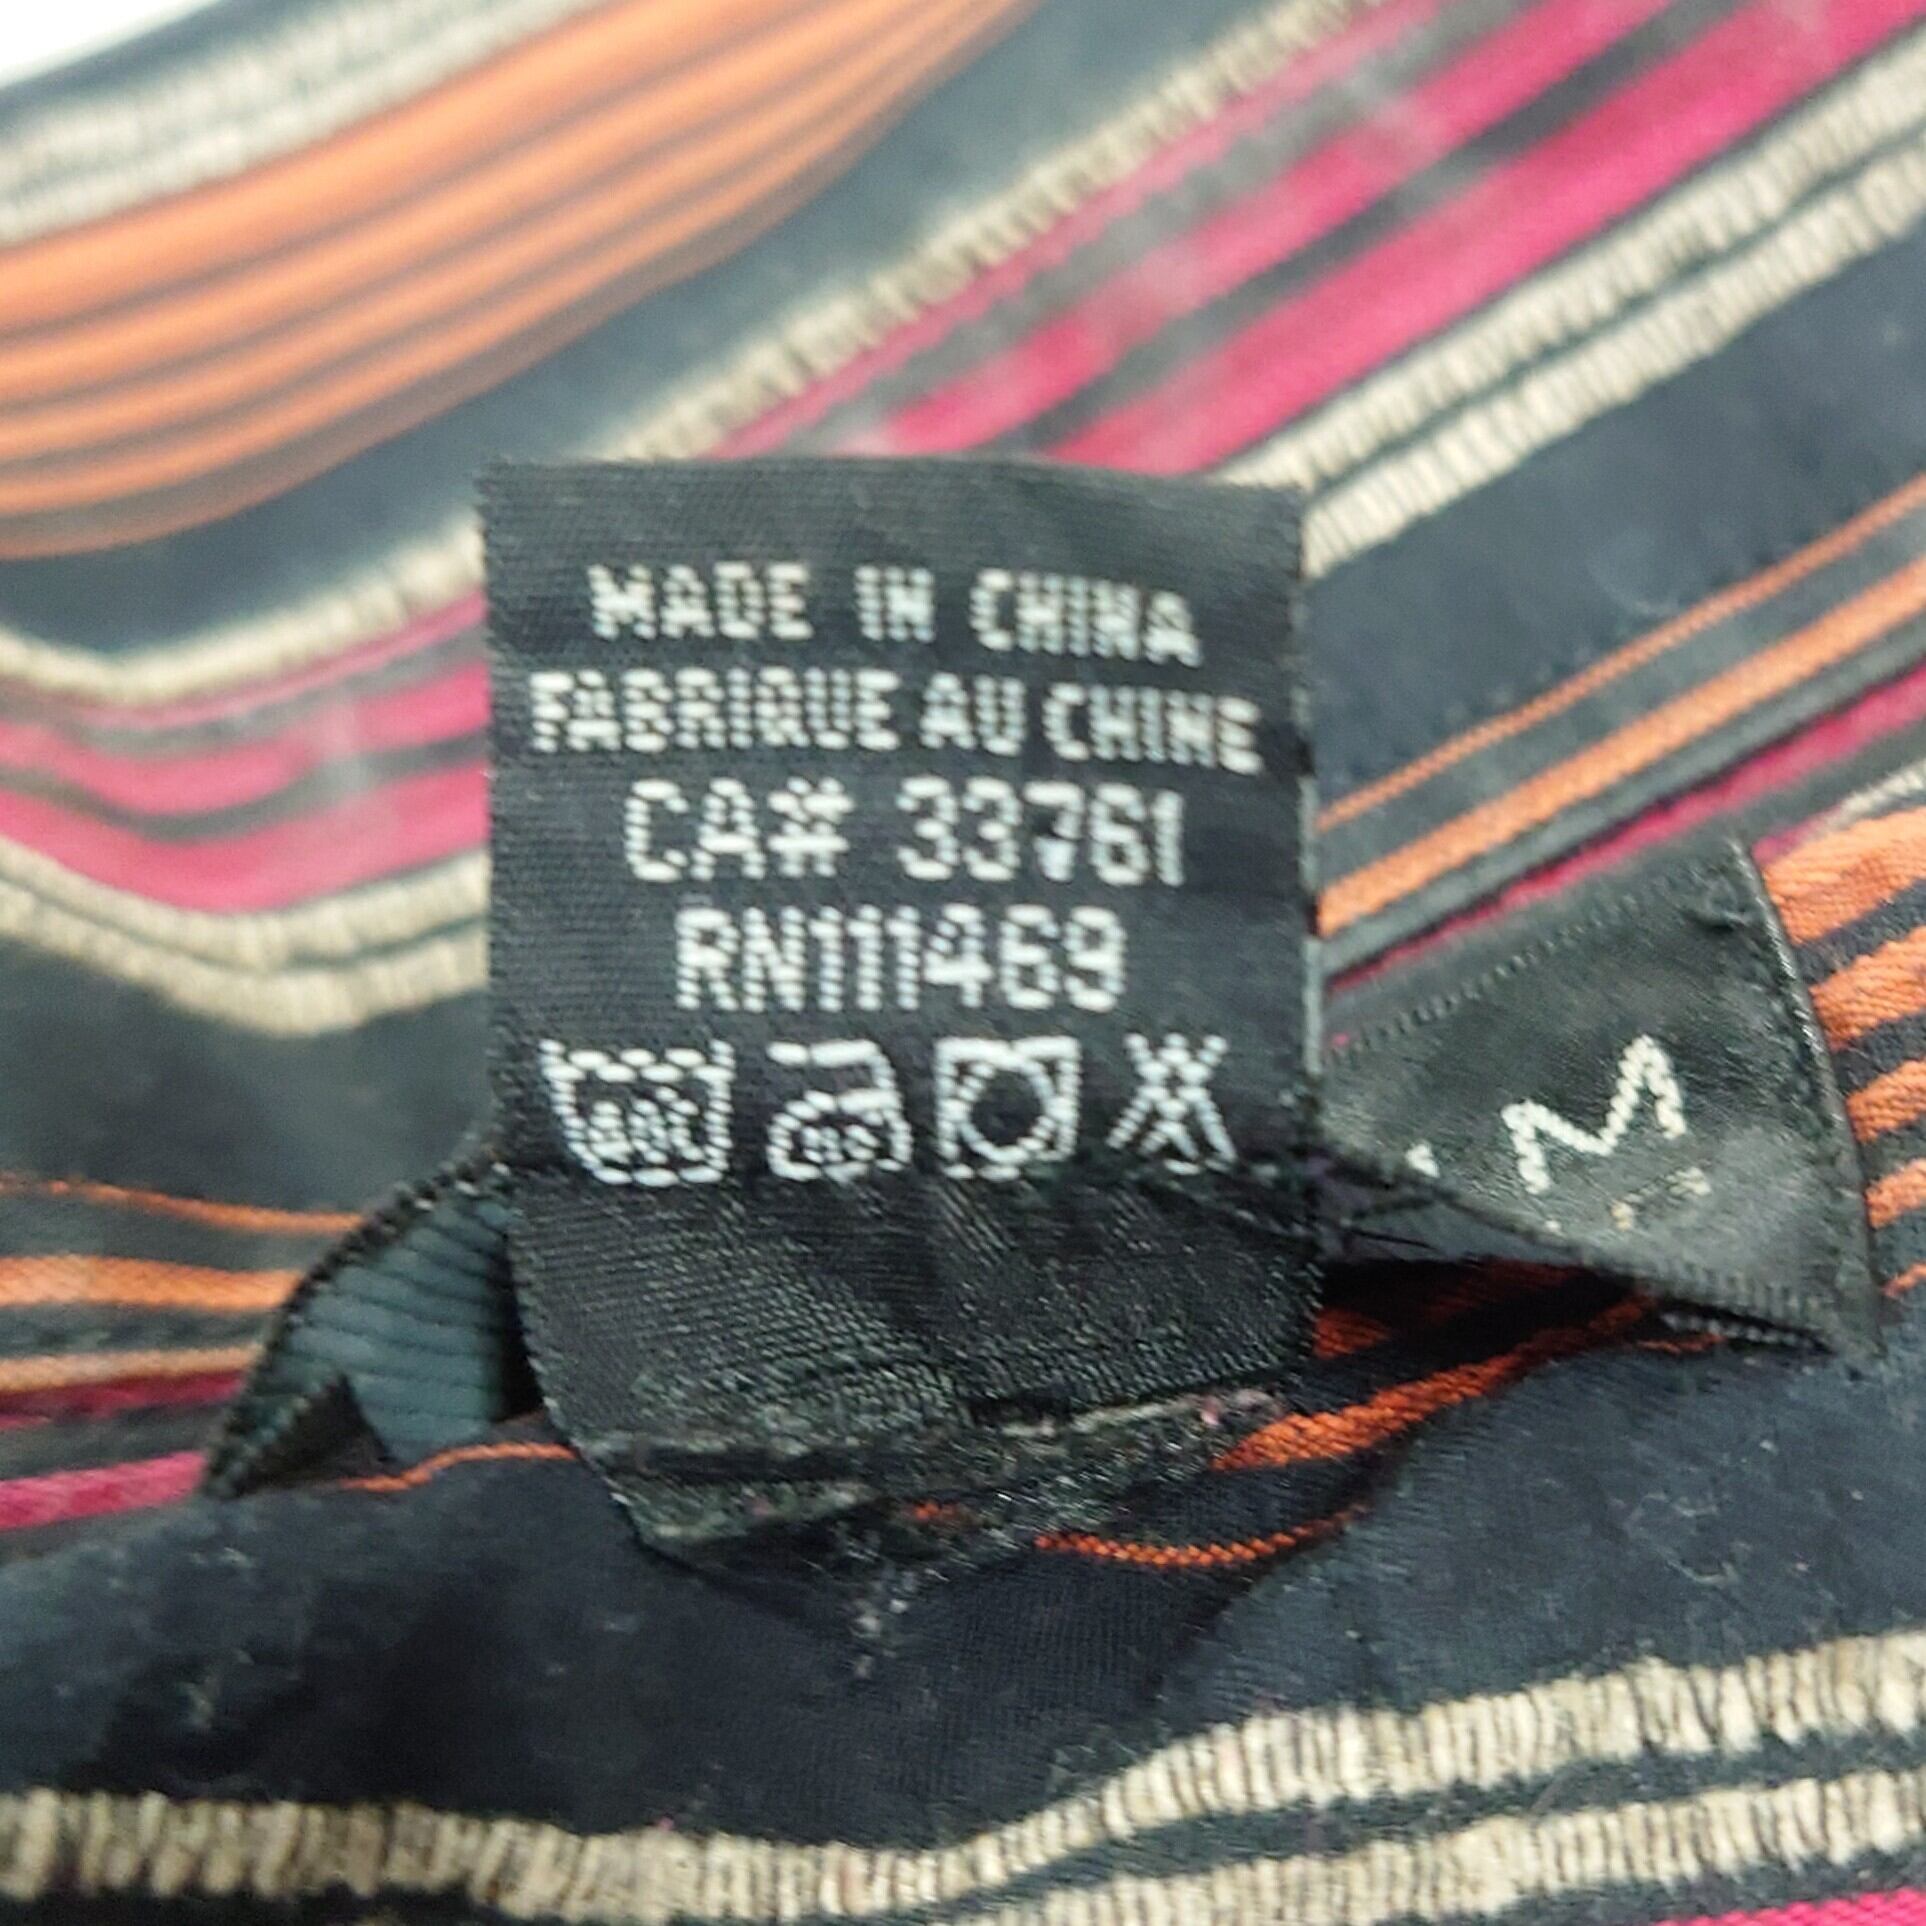 MADE IN CHINA
FABRIQUE AU CHINE
CA# 33761
RN111469
M